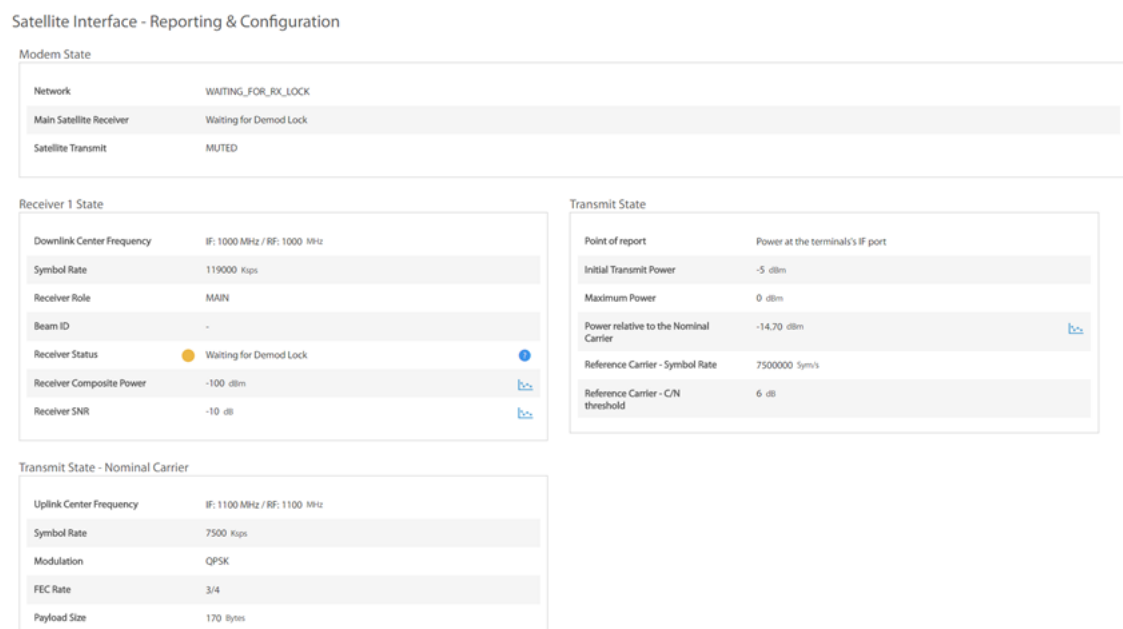 Satellite Interface - Reporting & Configuration
Modem State
Network WAITING_FOR_RX_LOCK
Main Satellite Receiver Waiting for Demod Lock
Satellite Transmit MUTED
Receiver 1 State
Downlink Center Frequency IF: 1000 MHz / RF: 1000 MHz
Symbol Rate 119000 Ksps
Receiver Role MAIN
Beam ID -
Receiver Status Waiting for Demod Lock ?
Receiver Composite Power -100 dBm
Receiver SNR -10 dB
Transmit State
Point of report Power at the terminals's IF port
Initial Transmit Power -5 dBm
Maximum Power 0 dBm
Power relative to the Nominal -14.70 dBm
Carrier
Reference Carrier - Symbol Rate 7500000 Sym/s
Reference Carrier - C/N 6 dB
threshold
Transmit State - Nominal Carrier
Uplink Center Frequency IF: 1100 MHz / RF: 1100 MHz
Symbol Rate 7500 Ksps
Modulation QPSK
FEC Rate 3/4
Payload Size 170 Bytes